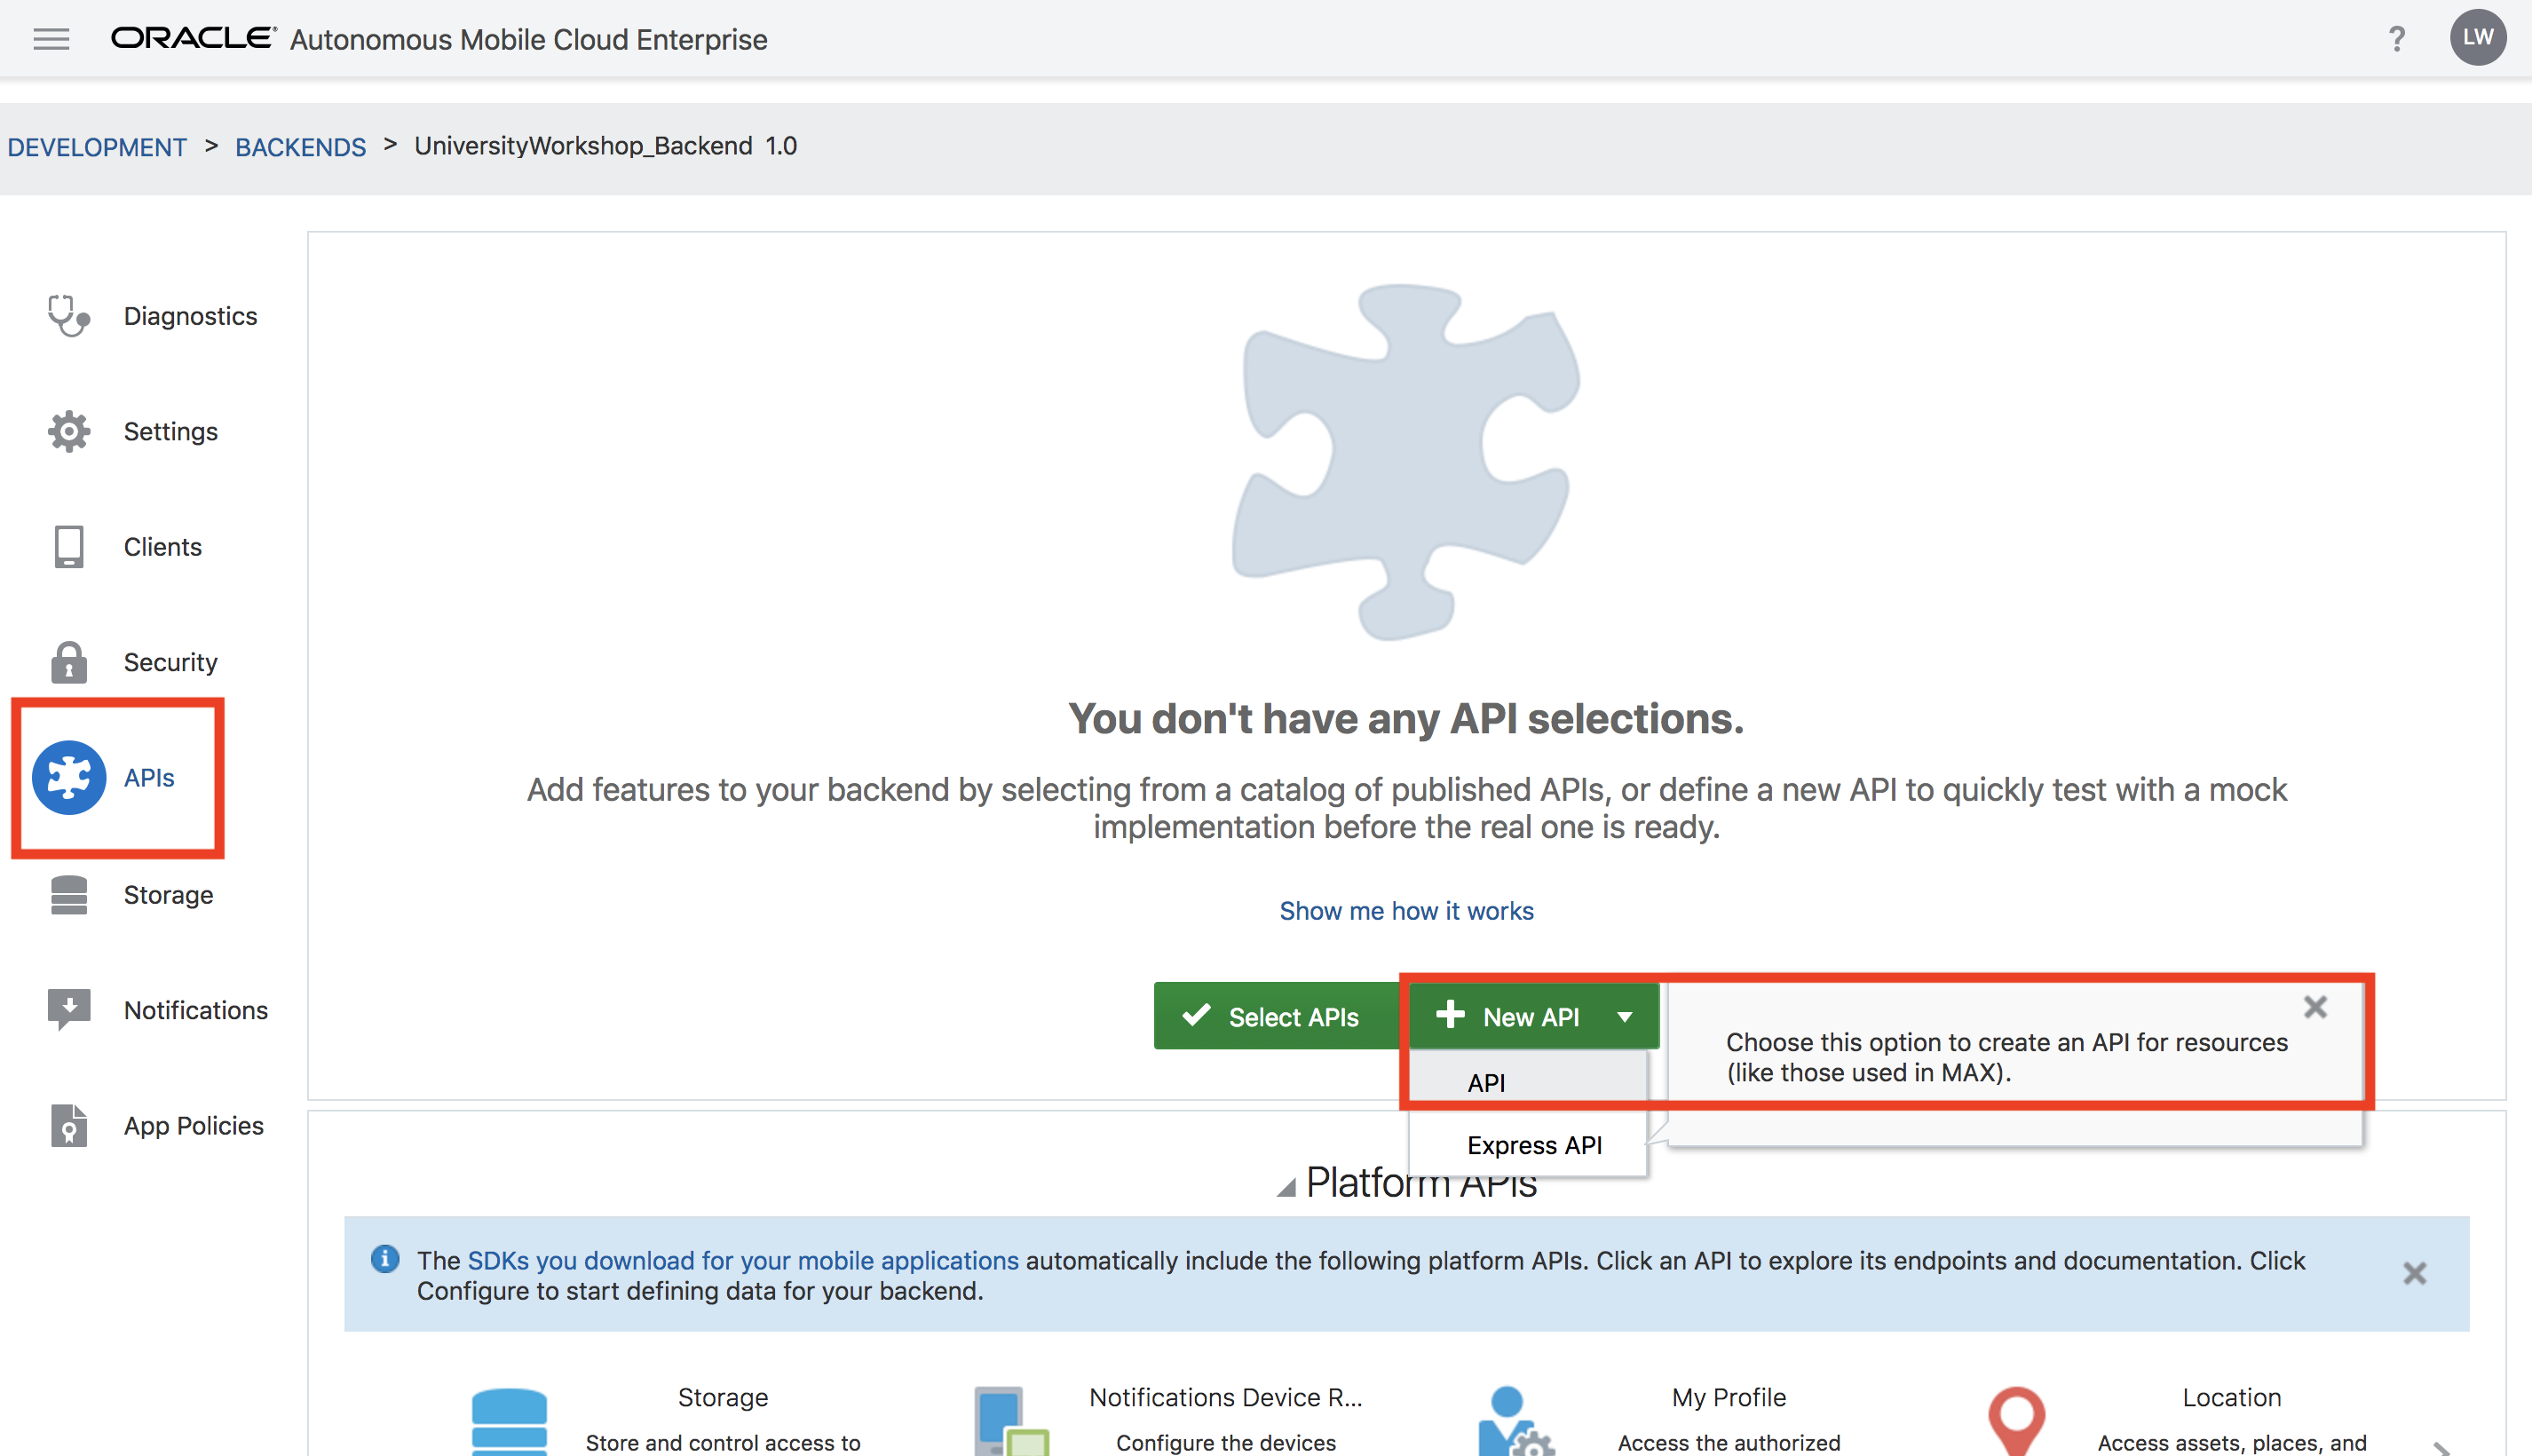 ORACLE® Autonomous Mobile Cloud Enterprise
? LW
DEVELOPMENT > BACKENDS > UniversityWorkshop_Backend 1.0
Diagnostics
Settings
Clients
Security
APIs
Storage
Notifications
App Policies
You don't have any API selections.
Add features to your backend by selecting from a catalog of published APIs, or define a new API to quickly test with a mock
implementation before the real one is ready.
Show me how it works
Select APIs
New API
API
Express API
Choose this option to create an API for resources
(like those used in MAX).
Platform APIs
The SDKs you download for your mobile applications automatically include the following platform APIs. Click an API to explore its endpoints and documentation. Click
Configure to start defining data for your backend.
Storage
Store and control access to
Notifications Device R...
Configure the devices
My Profile
Access the authorized
Location
Access assets, places, and